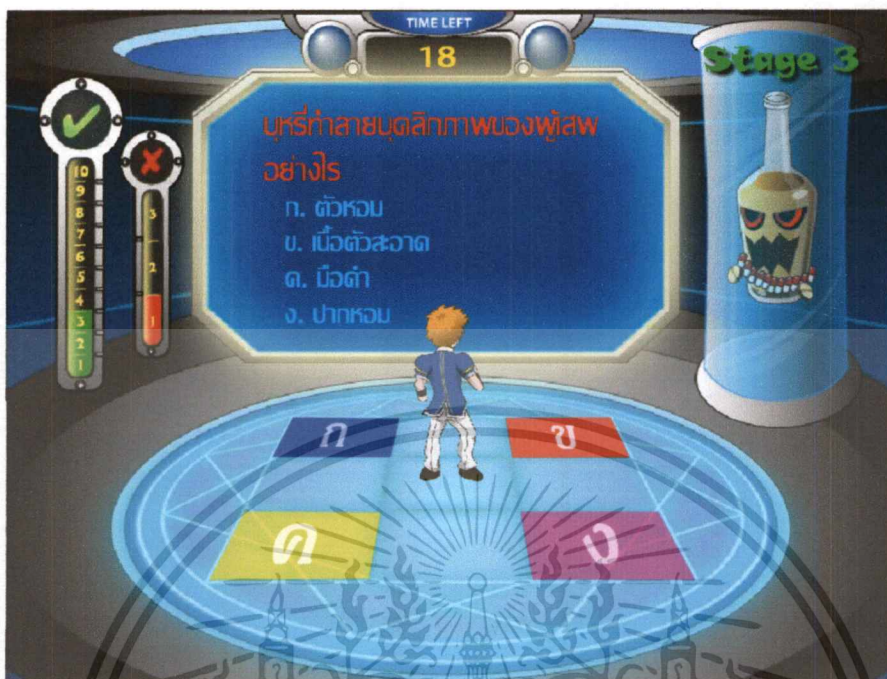 TIME LEFT
18
Stage 3
บุหรี่ทำลายบุคลิกภาพของผู้เสพ
อย่างไร
ก. ตัวหอม
ข. เนื้อตัวสะอาด
ค. มือดำ
ง. ปากหอม
10
9
8
7
6
5
4
3
2
1
3
2
1
ก
ข
ค
ง